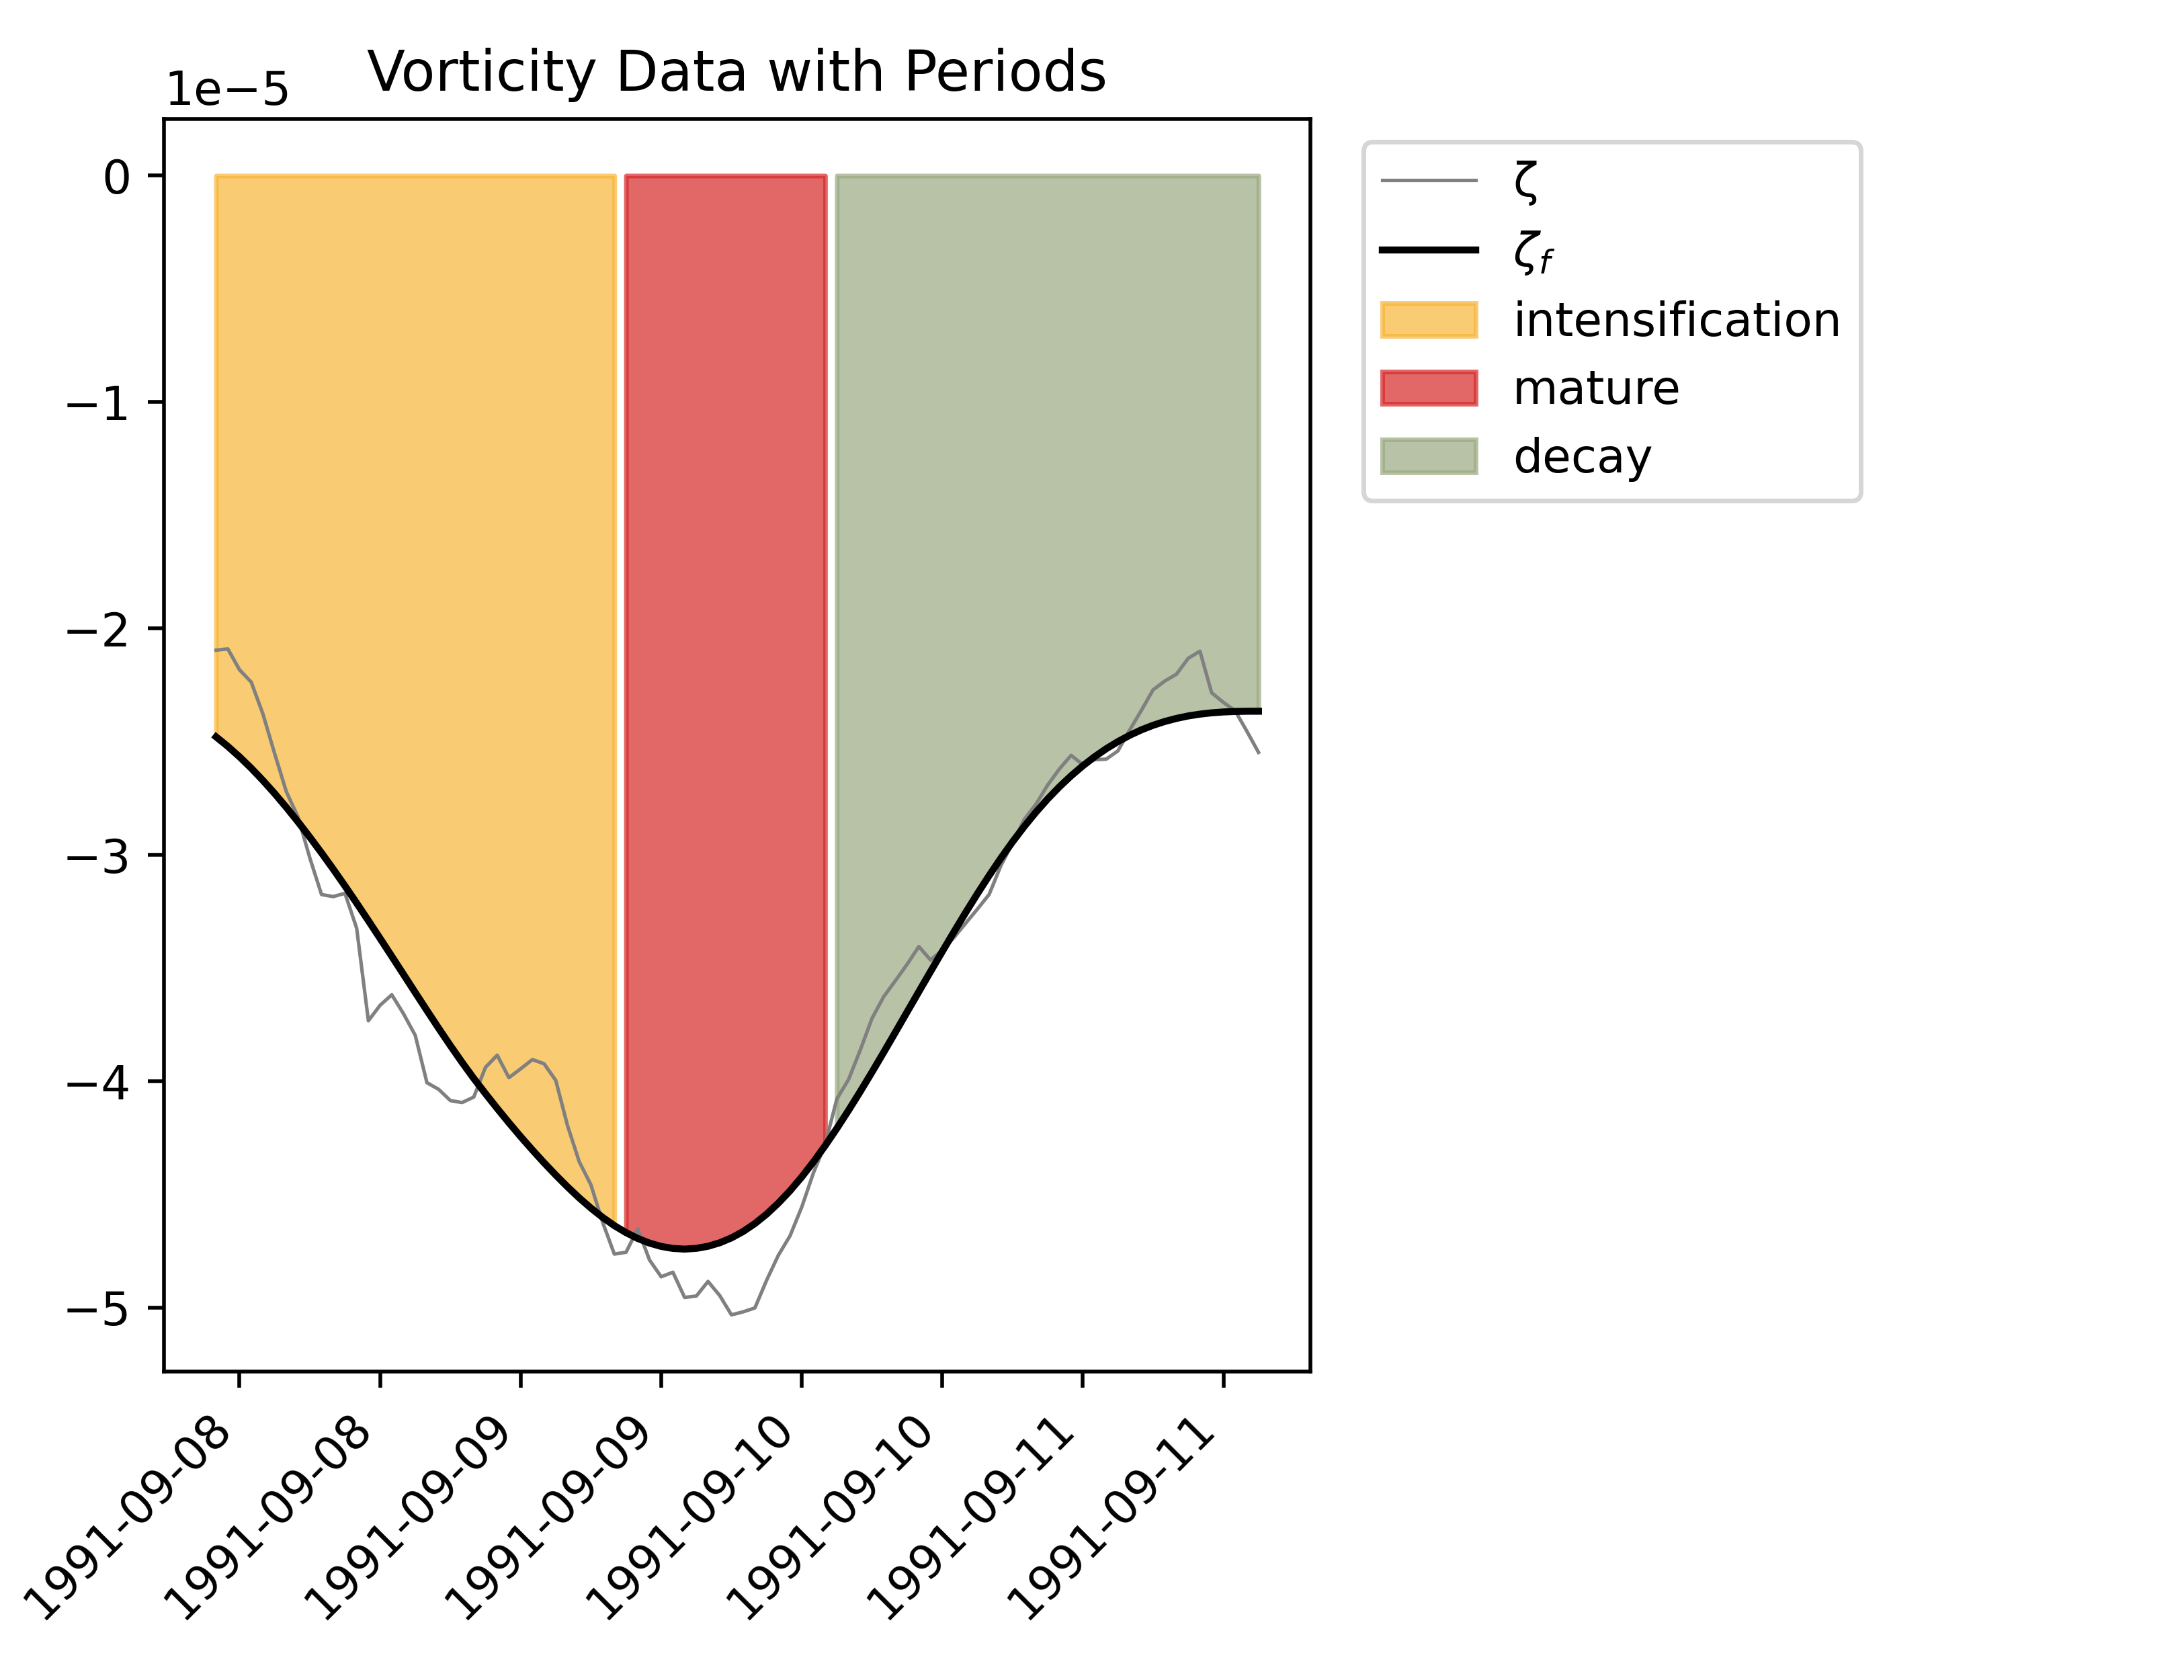 Vorticity Data with Periods
1e−5
0
−1
−2
−3
−4
−5
1991-09-08
1991-09-08
1991-09-09
1991-09-09
1991-09-10
1991-09-10
1991-09-11
1991-09-11
ζ
ζf
intensification
mature
decay